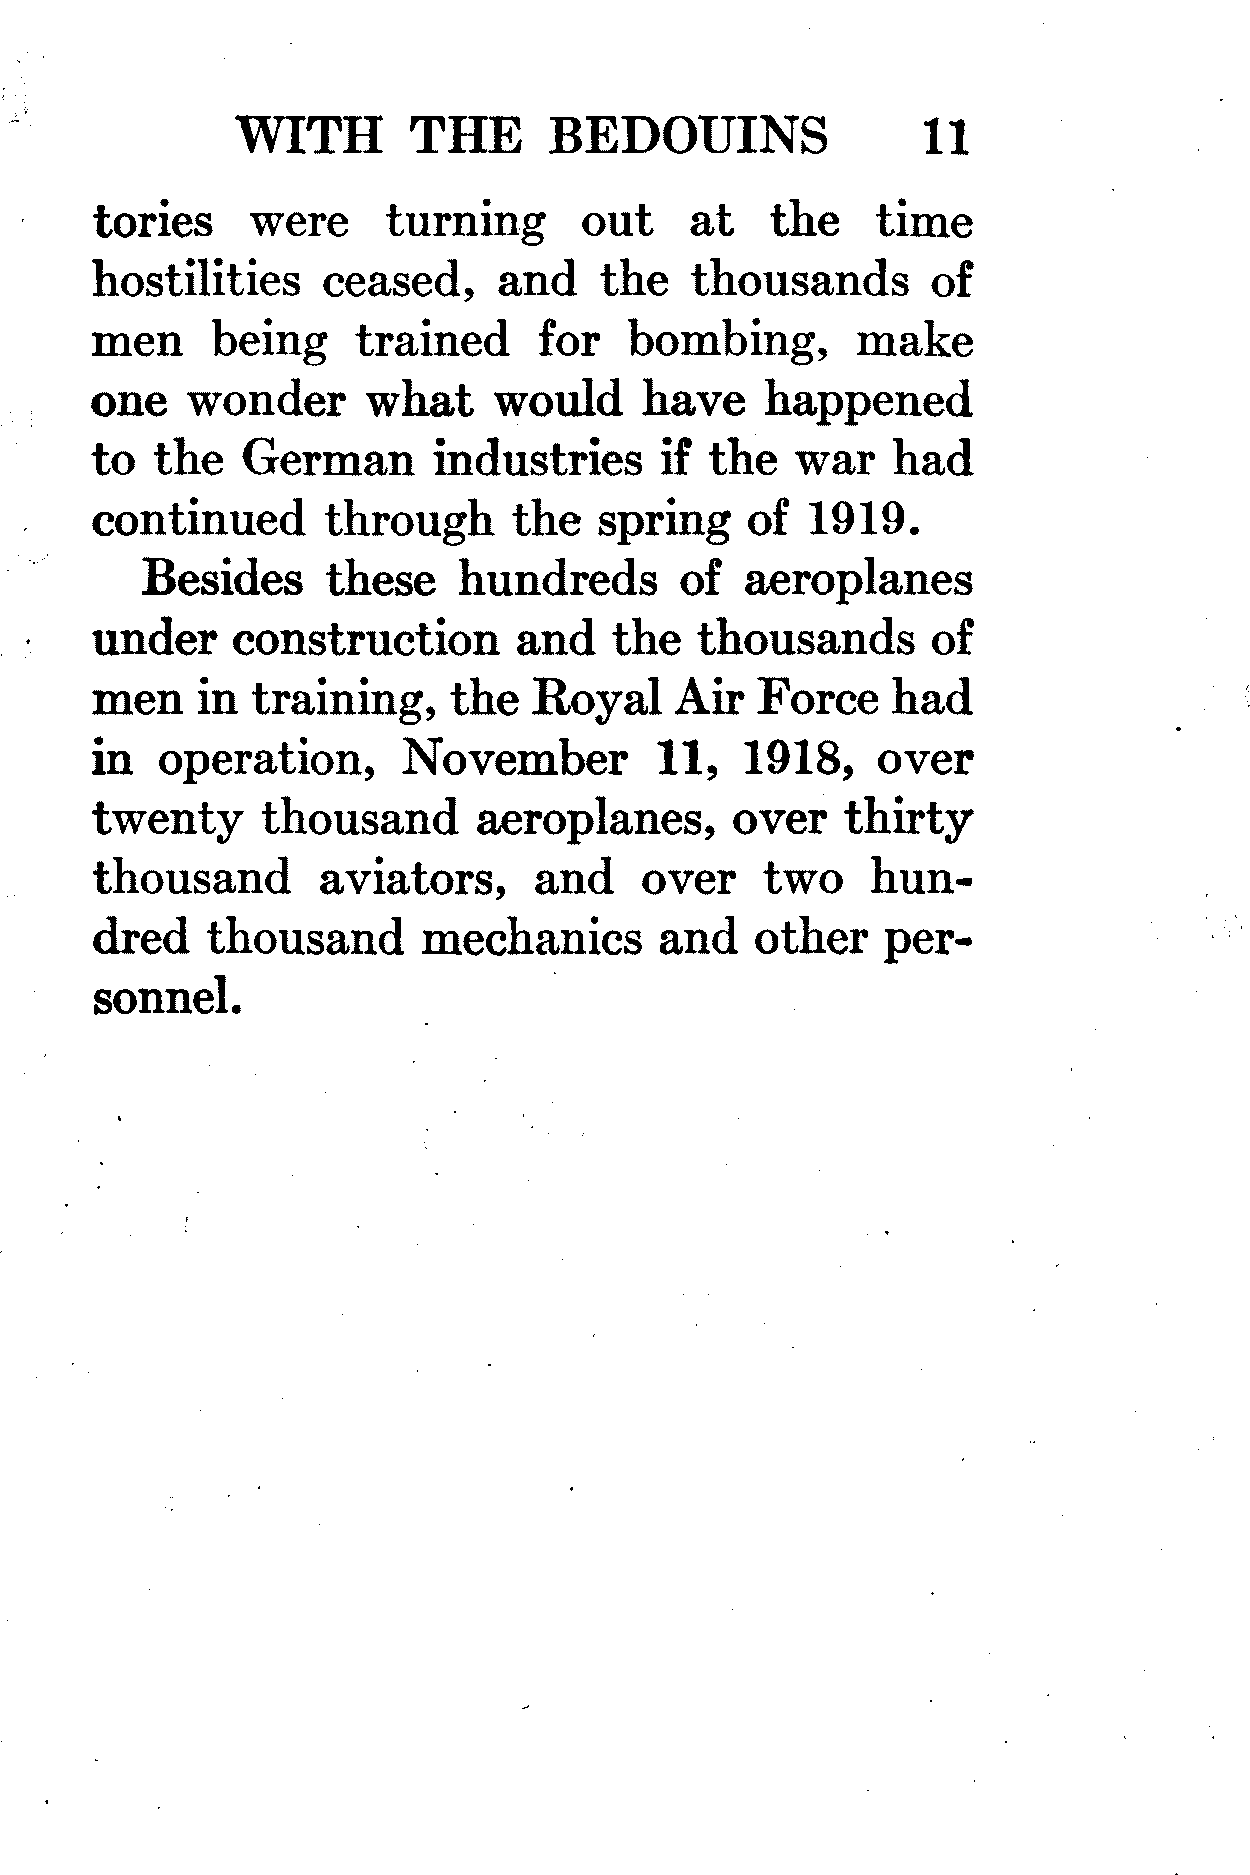 WITH THE BEDOUINS 11
tories were turning out at the time
hostilities ceased, and the thousands of
men being trained for bombing, make
one wonder what would have happened
to the German industries if the war had
continued through the spring of 1919.
Besides these hundreds of aeroplanes
under construction and the thousands of
men in training, the Royal Air Force had
in operation, November 11, 1918, over
twenty thousand aeroplanes, over thirty
thousand aviators, and over two hun-
dred thousand mechanics and other per-
sonnel.